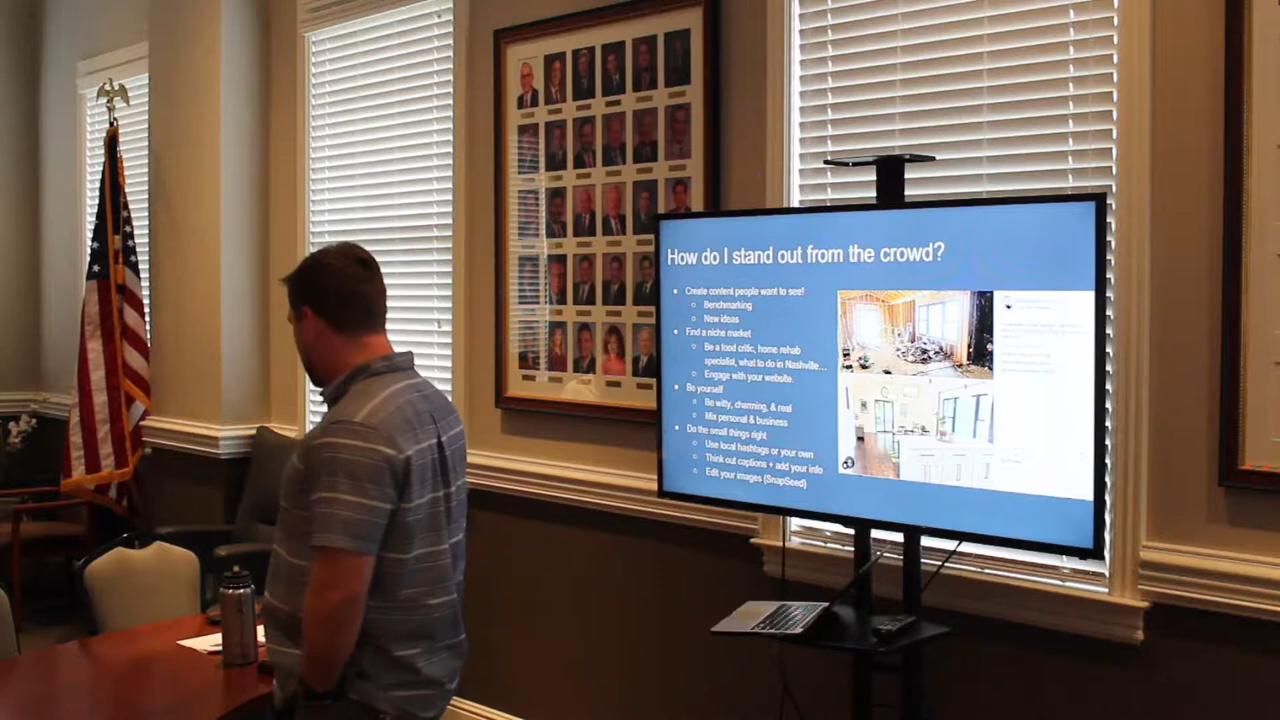 How do I stand out from the crowd?
● Create content people want to see!
○ Benchmarking
○ New ideas
● Find a niche market
○ Be a food critic, home rehab
specialist, what to do in Nashville...
○ Engage with your website.
● Be yourself
○ Be witty, charming, & real
○ Mix personal & business
● Do the small things right
○ Use local hashtags or your own
○ Think out captions + add your info
○ Edit your images (SnapSeed)